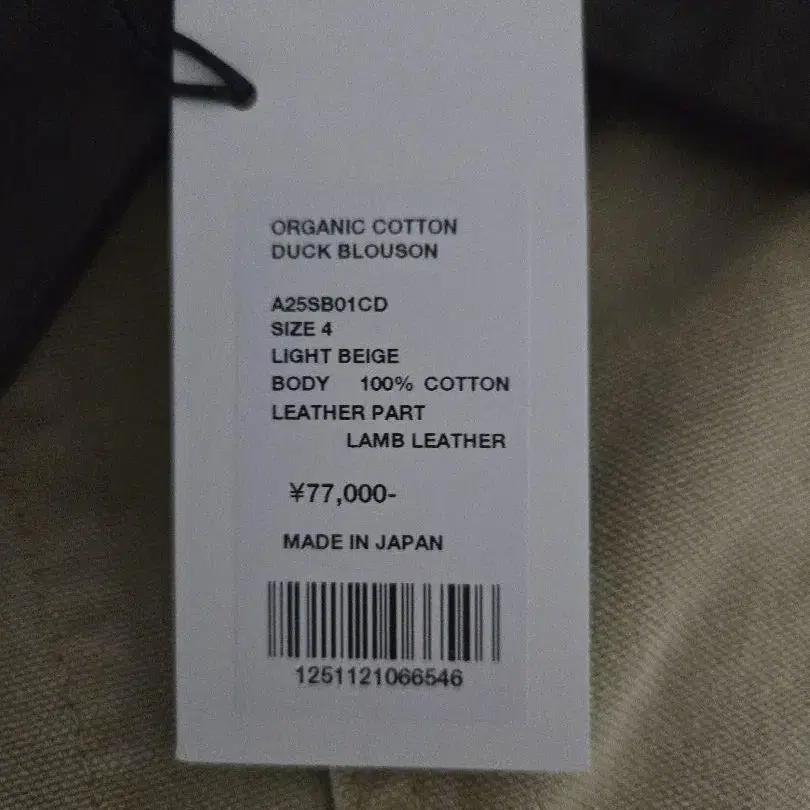 ORGANIC COTTON
DUCK BLOUSON
A25SB01CD
SIZE 4
LIGHT BEIGE
BODY 100% COTTON
LEATHER PART
LAMB LEATHER
¥77,000-
MADE IN JAPAN
1251121066546